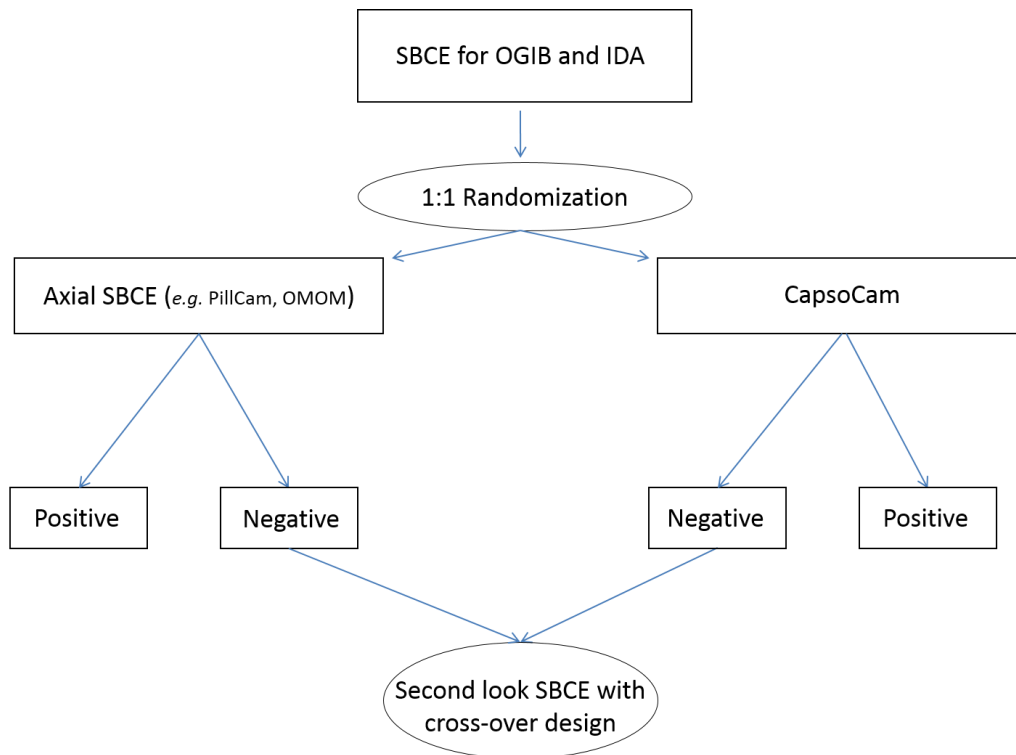 SBCE for OGIB and IDA
1:1 Randomization
Axial SBCE (e.g. PillCam, OMOM)
CapsoCam
Positive
Negative
Negative
Positive
Second look SBCE with
cross-over design